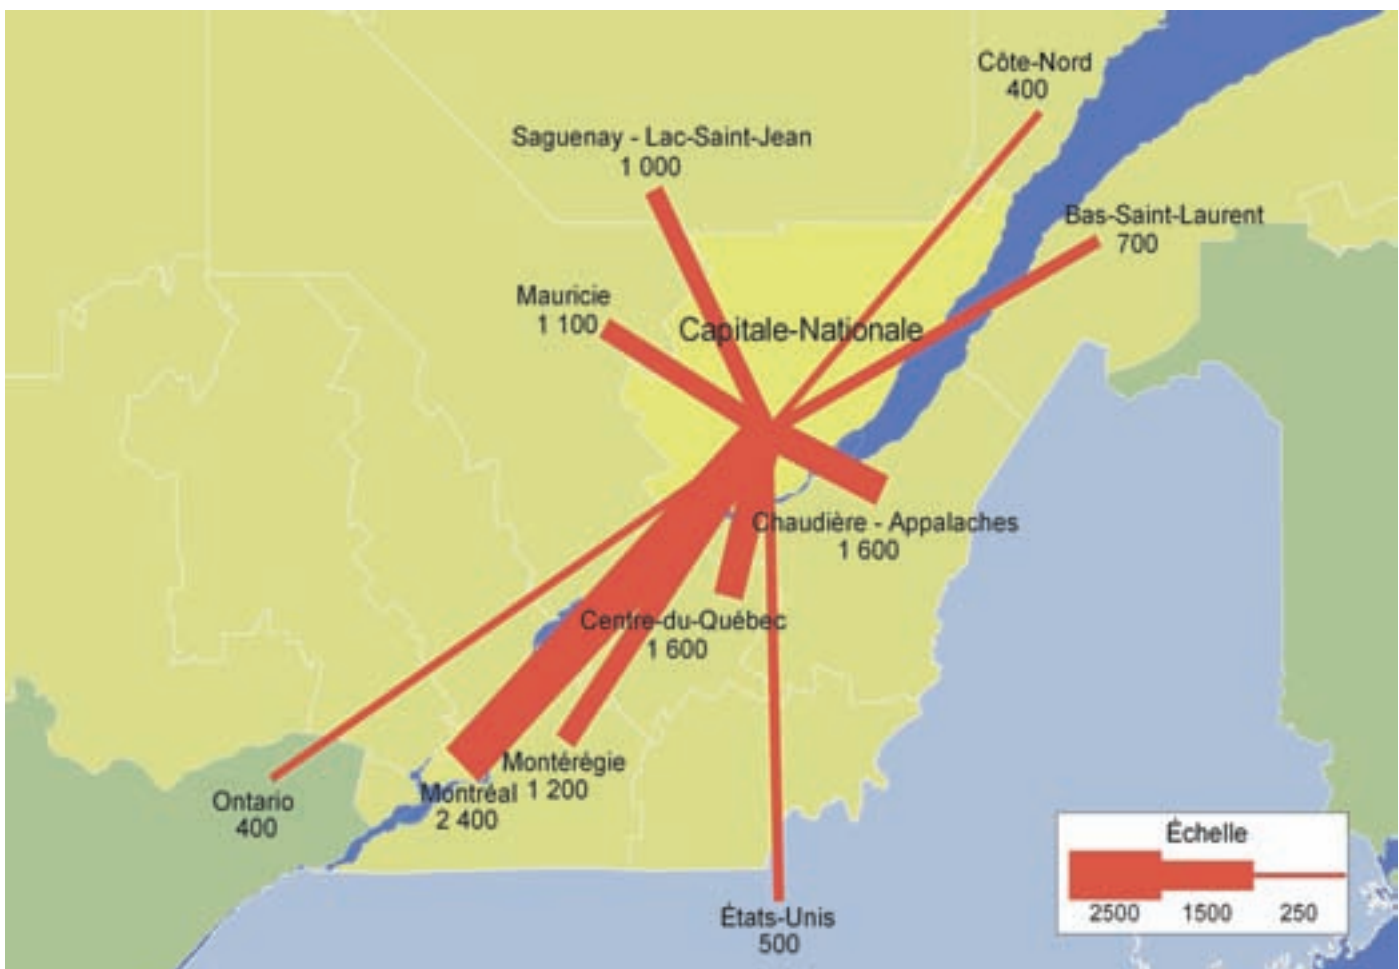 Côte-Nord
400
Saguenay - Lac-Saint-Jean
1 000
Bas-Saint-Laurent
700
Mauricie
1 100
Capitale-Nationale
Chaudière - Appalaches
1 600
Centre-du-Québec
1 600
Montérégie
1 200
Montréal
2 400
Ontario
400
États-Unis
500
Échelle
2500 1500 250